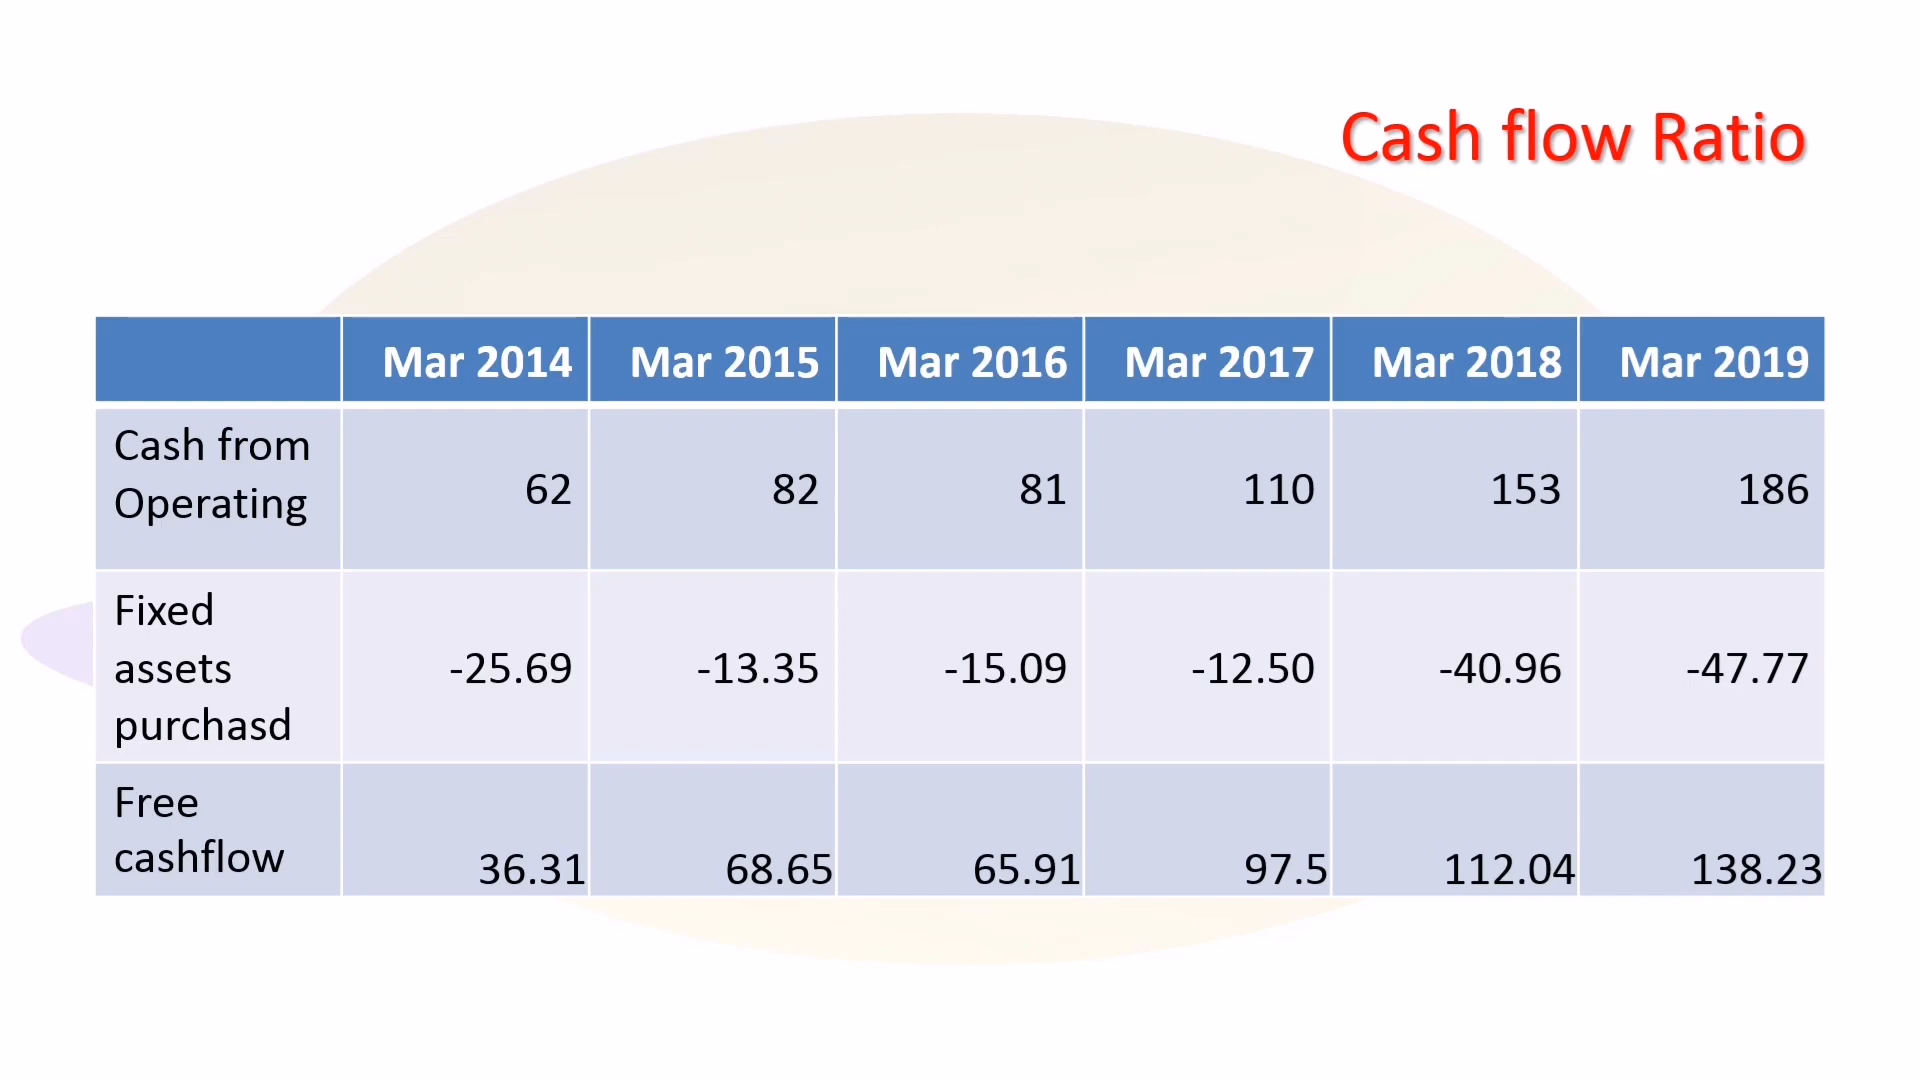 Cash flow Ratio
Mar 2014 Mar 2015 Mar 2016 Mar 2017 Mar 2018 Mar 2019
Cash from
Operating
62 82 81 110 153 186
Fixed
assets
purchasd
-25.69 -13.35 -15.09 -12.50 -40.96 -47.77
Free
cashflow
36.31 68.65 65.91 97.5 112.04 138.23